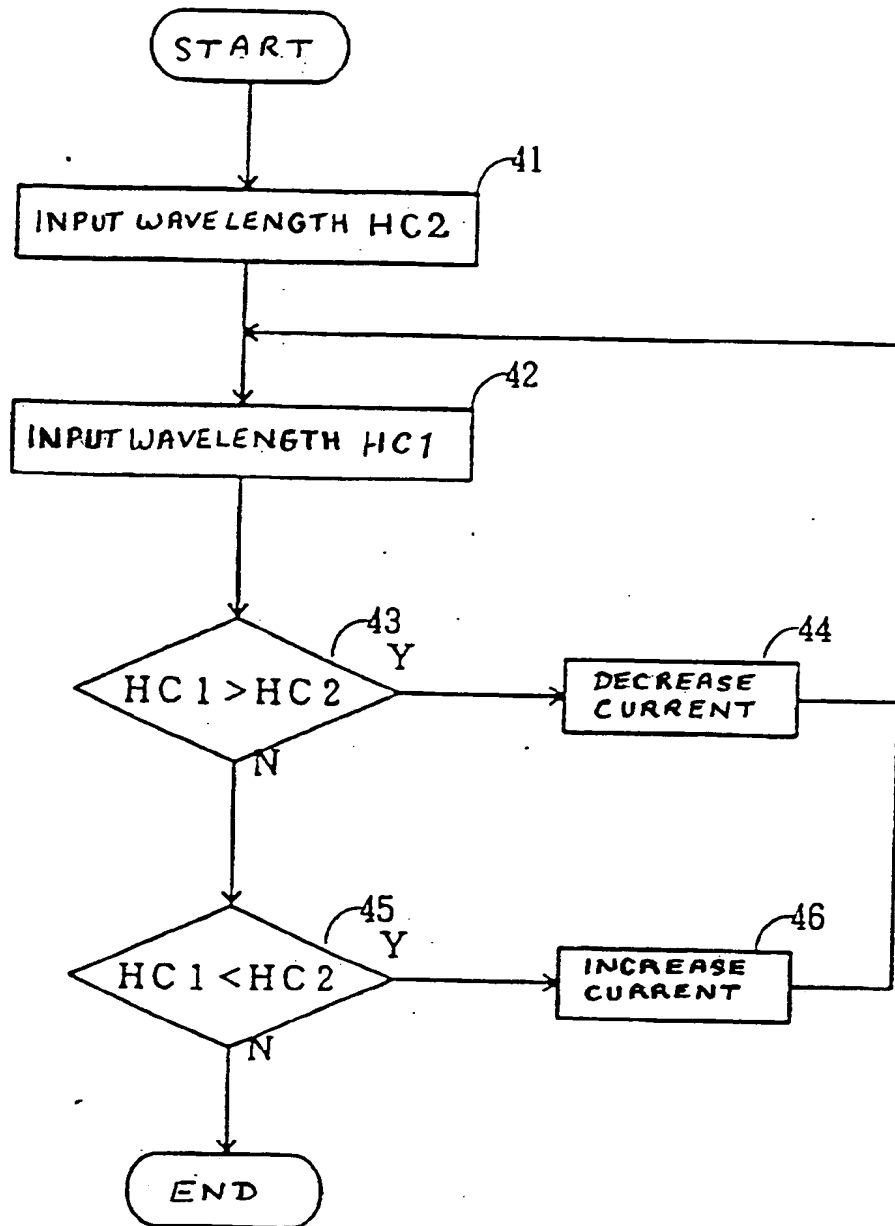 START
41
INPUT WAVELENGTH HC2
42
INPUT WAVELENGTH HC1
43
HC1>HC2
Y
N
44
DECREASE
CURRENT
45
HC1<HC2
Y
N
46
INCREASE
CURRENT
END